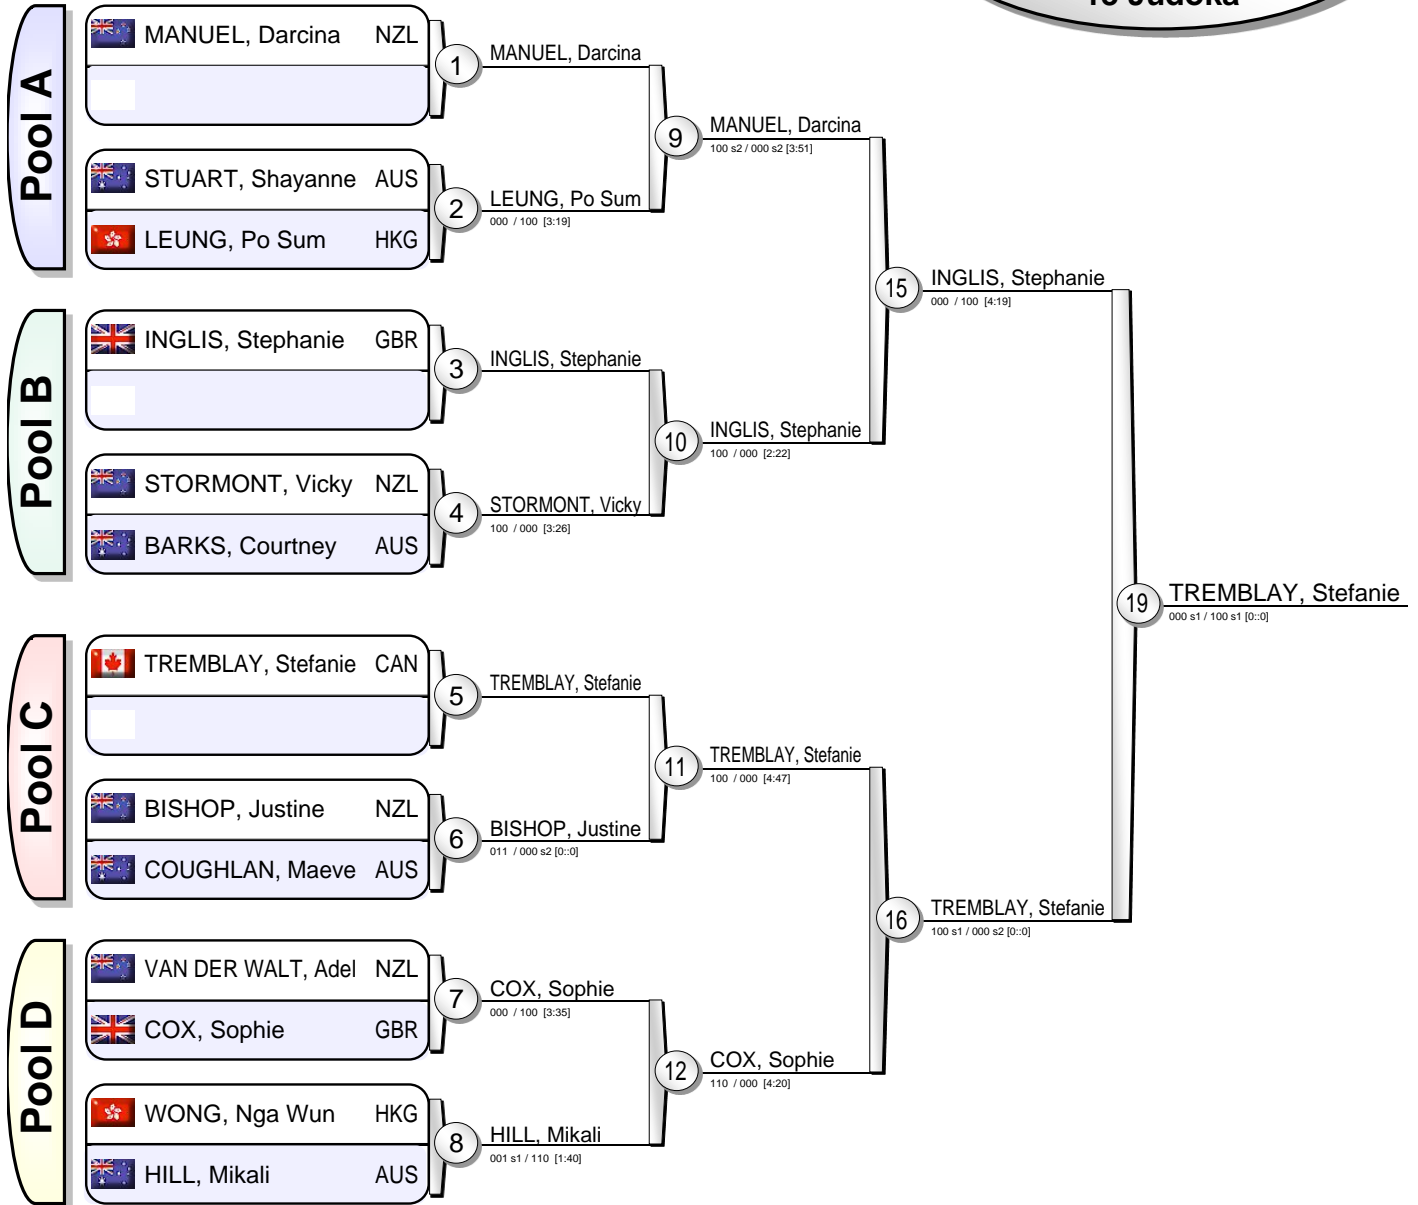 Judoka
Pool A
MANUEL, Darcina NZL
STUART, Shayanne AUS
LEUNG, Po Sum HKG
1
MANUEL, Darcina
2
LEUNG, Po Sum
000 / 100 [3:19]
9
MANUEL, Darcina
100 s2 / 000 s2 [3:51]
Pool B
INGLIS, Stephanie GBR
STORMONT, Vicky NZL
BARKS, Courtney AUS
3
INGLIS, Stephanie
4
STORMONT, Vicky
100 / 000 [3:26]
10
INGLIS, Stephanie
100 / 000 [2:22]
15
INGLIS, Stephanie
000 / 100 [4:19]
Pool C
TREMBLAY, Stefanie CAN
BISHOP, Justine NZL
COUGHLAN, Maeve AUS
5
TREMBLAY, Stefanie
6
BISHOP, Justine
011 / 000 s2 [0::0]
11
TREMBLAY, Stefanie
100 / 000 [4:47]
Pool D
VAN DER WALT, Adel NZL
COX, Sophie GBR
WONG, Nga Wun HKG
HILL, Mikali AUS
7
COX, Sophie
000 / 100 [3:35]
8
HILL, Mikali
001 s1 / 110 [1:40]
12
COX, Sophie
110 / 000 [4:20]
16
TREMBLAY, Stefanie
100 s1 / 000 s2 [0::0]
19
TREMBLAY, Stefanie
000 s1 / 100 s1 [0::0]